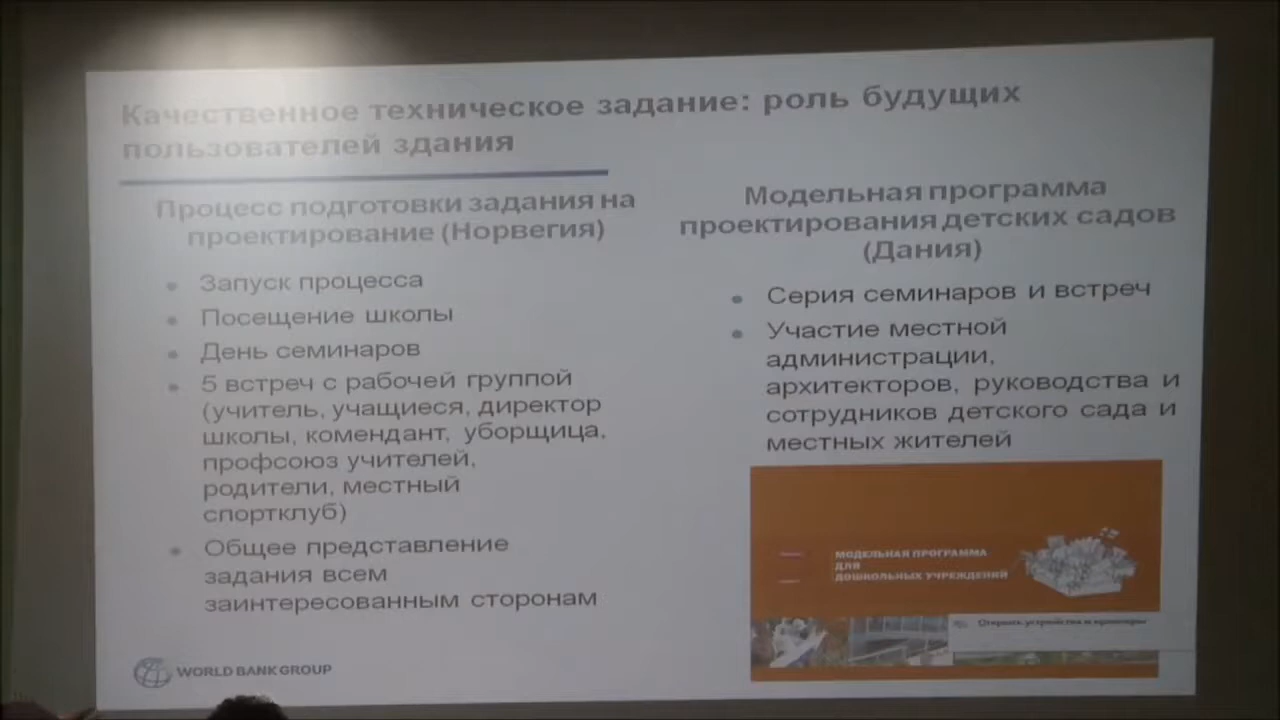 Качественное техническое задание: роль будущих
пользователей здания
Процесс подготовки задания на
проектирование (Норвегия)
Запуск процесса
Посещение школы
День семинаров
5 встреч с рабочей группой
(учитель, учащиеся, директор
школы, комендант, уборщица,
профсоюз учителей,
родители, местный
спортклуб)
Общее представление
задания всем
заинтересованным сторонам
WORLD BANK GROUP
Модельная программа
проектирования детских садов
(Дания)
Серия семинаров и встреч
Участие местной
администрации,
архитекторов, руководства и
сотрудников детского сада и
местных жителей
МОДЕЛЬНАЯ ПРОГРАММА
ДЛЯ
ДОШКОЛЬНЫХ УЧРЕЖДЕНИЙ